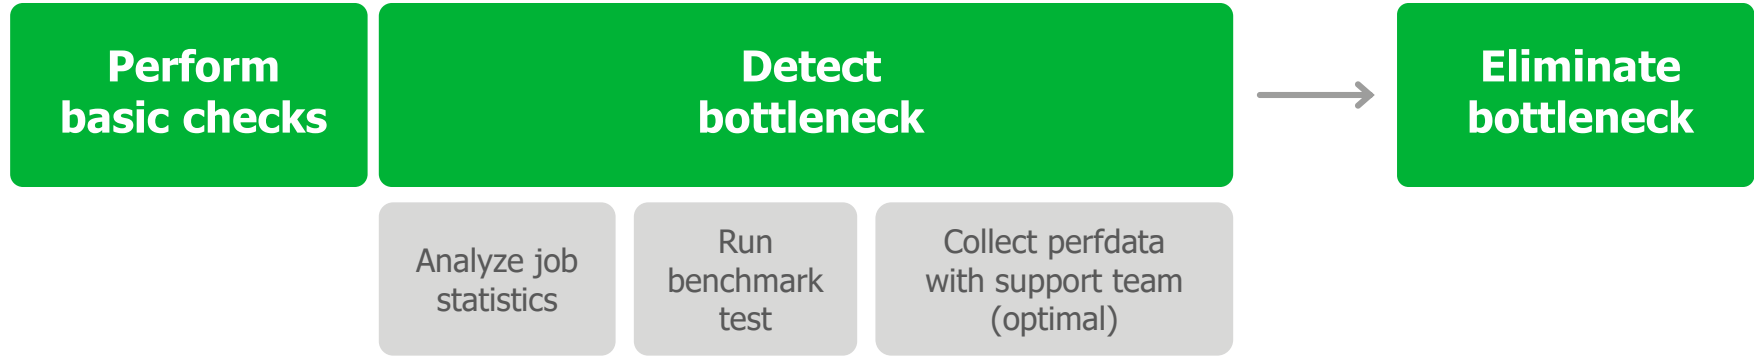 Perform
basic checks
Detect
bottleneck
Eliminate
bottleneck
Analyze job
statistics
Run
benchmark
test
Collect perfdata
with support team
(optimal)